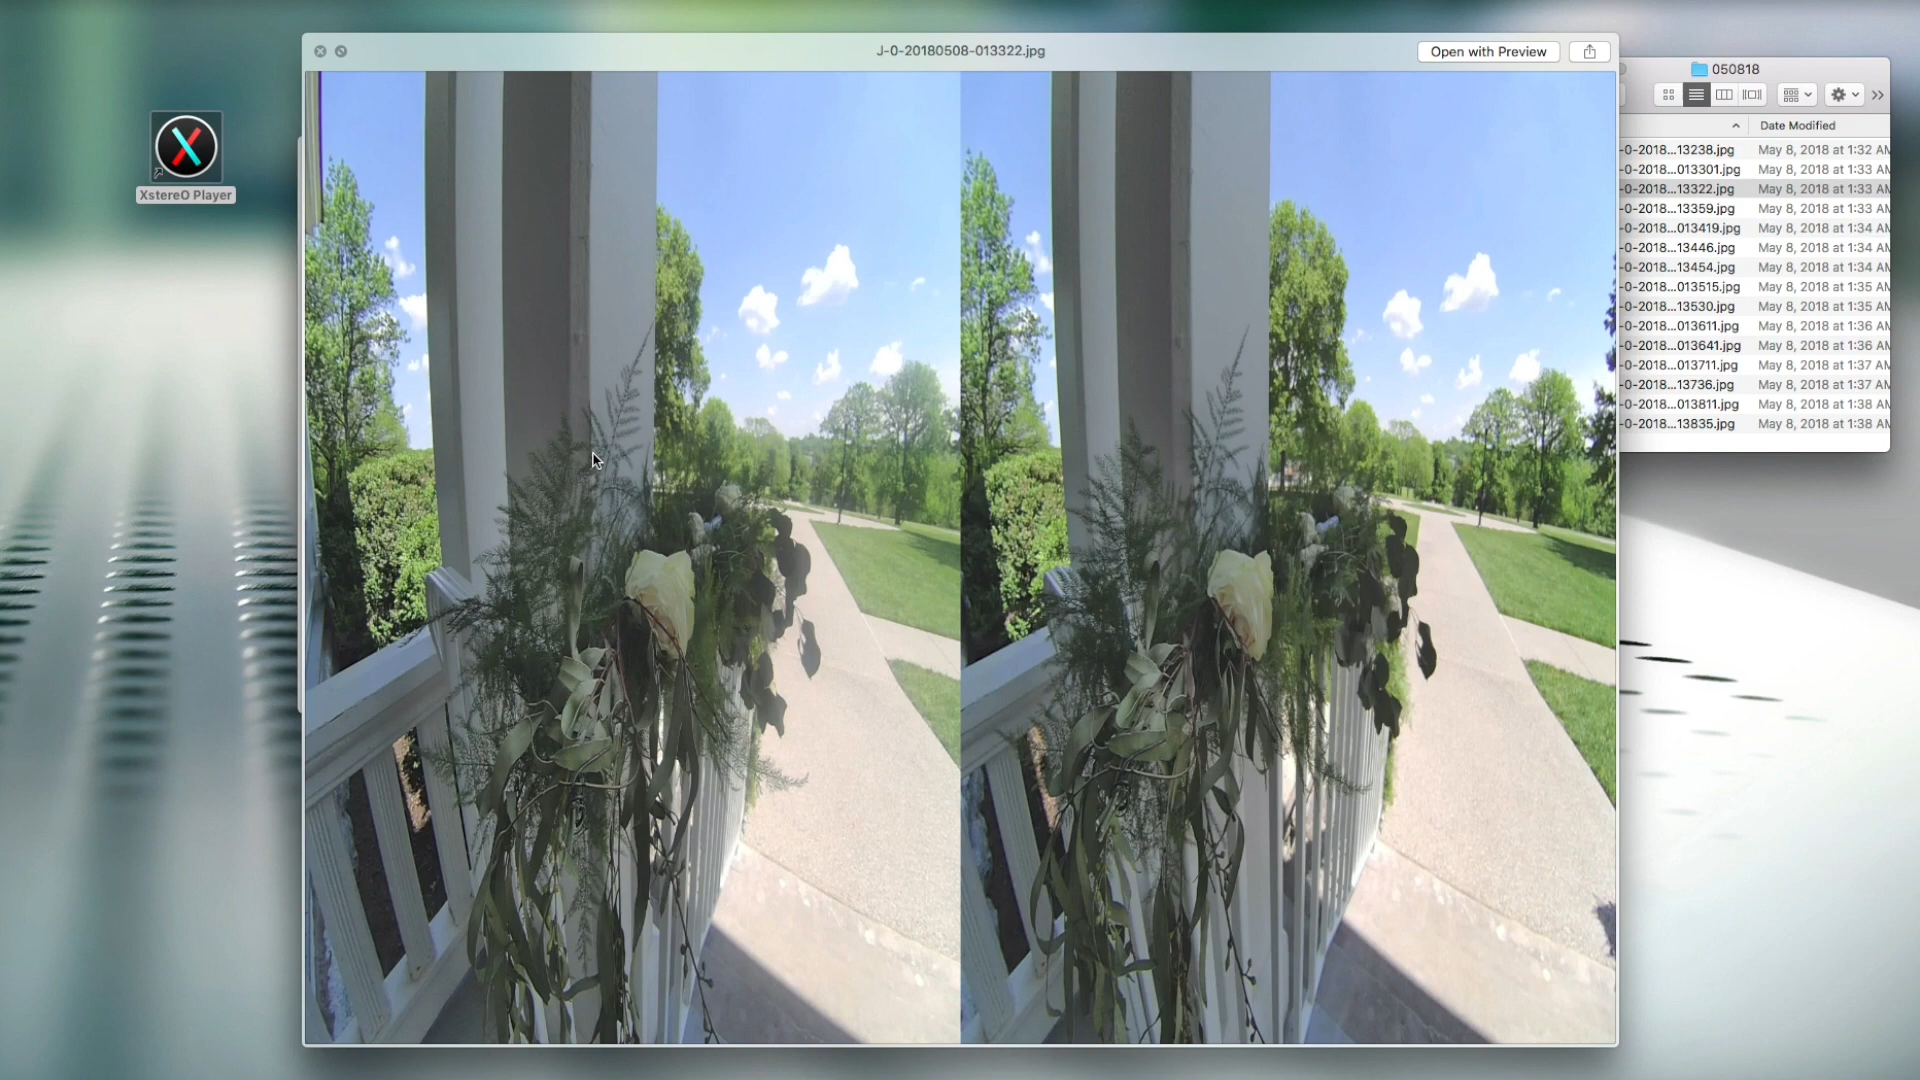 J-0-20180508-013322.jpg
Open with Preview
XstereO Player
050818
Date Modified
-0-2018...13238.jpg May 8, 2018 at 1:32 AM
-0-2018...013301.jpg May 8, 2018 at 1:33 AM
-0-2018...13322.jpg May 8, 2018 at 1:33 AM
-0-2018...13359.jpg May 8, 2018 at 1:33 AM
-0-2018...013419.jpg May 8, 2018 at 1:34 AM
-0-2018...13446.jpg May 8, 2018 at 1:34 AM
-0-2018...13454.jpg May 8, 2018 at 1:34 AM
-0-2018...013515.jpg May 8, 2018 at 1:35 AM
-0-2018...13530.jpg May 8, 2018 at 1:35 AM
-0-2018...013611.jpg May 8, 2018 at 1:36 AM
-0-2018...013641.jpg May 8, 2018 at 1:36 AM
-0-2018...013711.jpg May 8, 2018 at 1:37 AM
-0-2018...13736.jpg May 8, 2018 at 1:37 AM
-0-2018...013811.jpg May 8, 2018 at 1:38 AM
-0-2018...13835.jpg May 8, 2018 at 1:38 AM